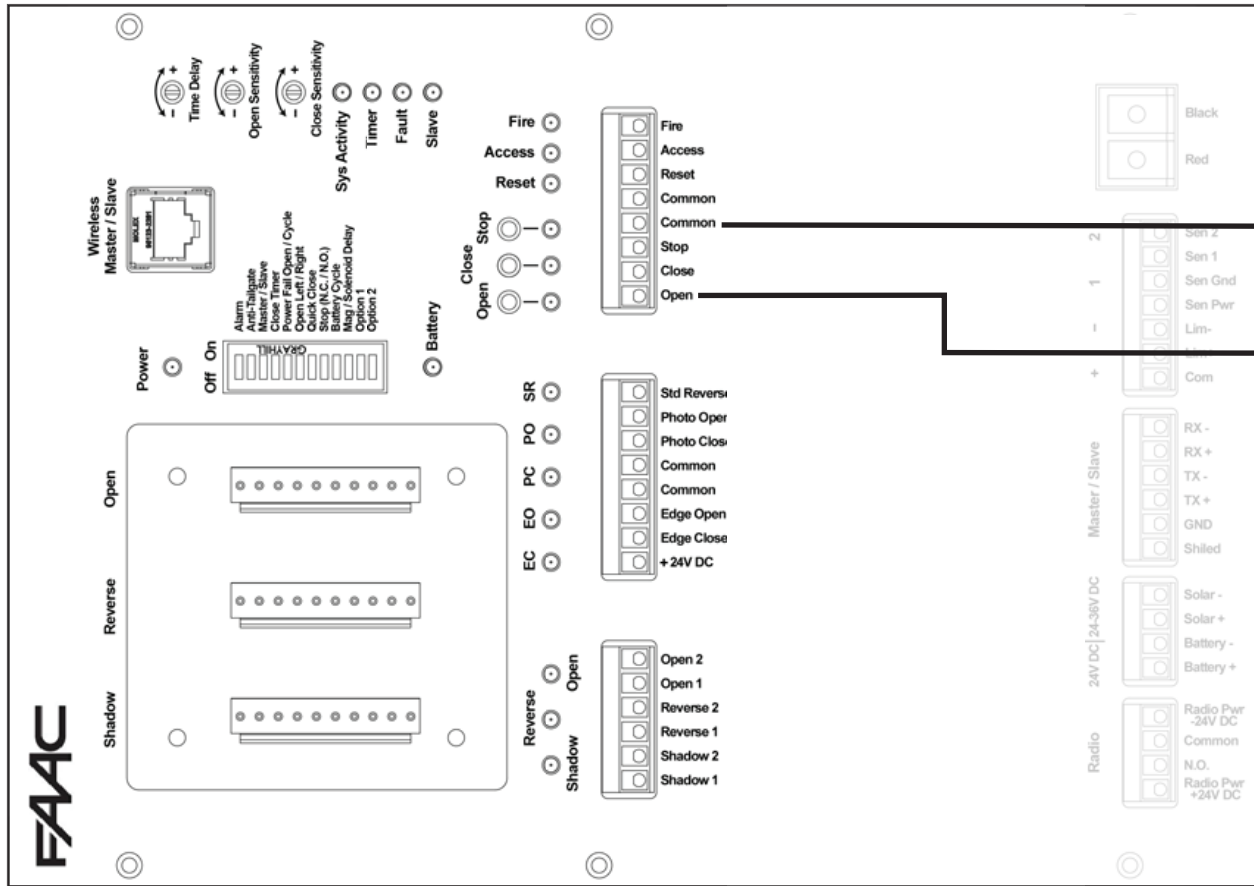 Time Delay
Open Sensitivity
Close Sensitivity
Sys Activity
Timer
Fault
Slave
- +
- +
- +
Wireless
Master / Slave
MOLEX
Power
Off On
GRAYHILL
Alarm
Anti-Tailgate
Master / Slave
Close Timer
Power Fail Open / Cycle
Open Left / Right
Quick Close
Stop (N.C. / N.O.)
Battery Cycle
Mag / Solenoid Delay
Option 1
Option 2
Battery
Fire
Access
Reset
Stop
Close
Open
Fire
Access
Reset
Common
Common
Stop
Close
Open
SR
PO
PC
EO
EC
Std Reverse
Photo Open
Photo Close
Common
Common
Edge Open
Edge Close
+ 24V DC
Open
Reverse
Shadow
Open
Reverse
Shadow
Open 2
Open 1
Reverse 2
Reverse 1
Shadow 2
Shadow 1
FAAC
Black
Red
2
1
-
+
Sen 2
Sen 1
Sen Gnd
Sen Pwr
Lim-
Com
Master / Slave
RX -
RX +
TX -
TX +
GND
Shiled
24V DC | 24-36V DC
Solar -
Solar +
Battery -
Battery +
Radio
Radio Pwr
-24V DC
Common
N.O.
Radio Pwr
+24V DC